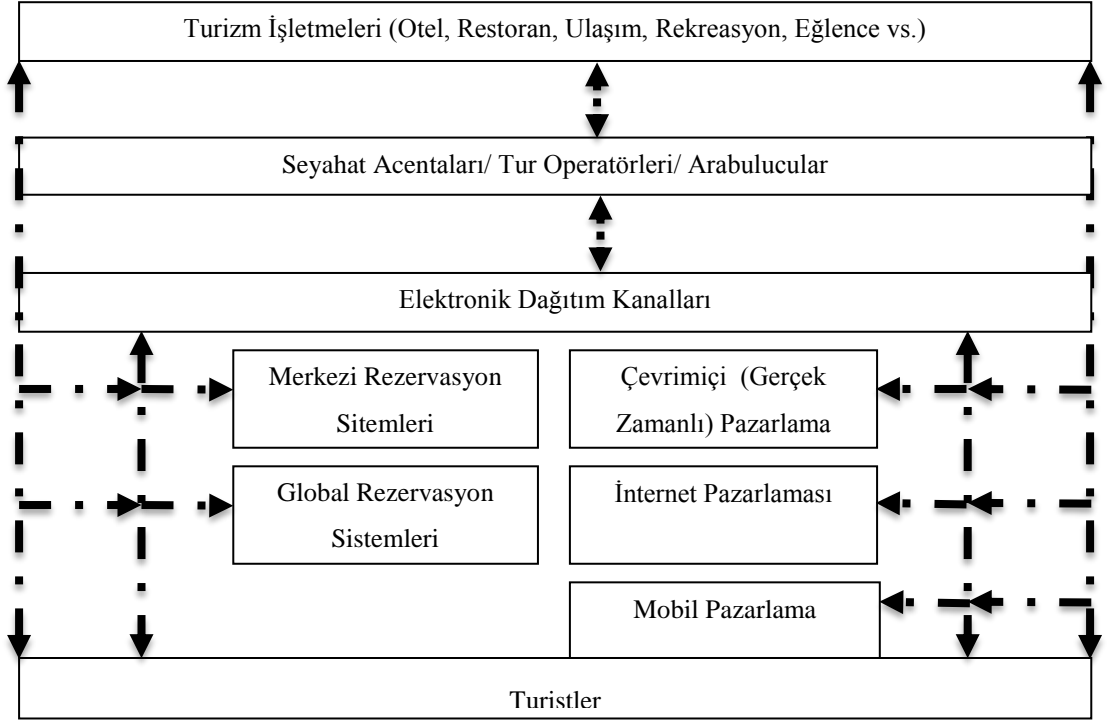 Turizm İşletmeleri (Otel, Restoran, Ulaşım, Rekreasyon, Eğlence vs.)
Seyahat Acentaları/ Tur Operatörleri/ Arabulucular
Elektronik Dağıtım Kanalları
Merkezi Rezervasyon
Sitemleri
Çevrimiçi (Gerçek
Zamanlı) Pazarlama
Global Rezervasyon
Sistemleri
İnternet Pazarlaması
Mobil Pazarlama
Turistler